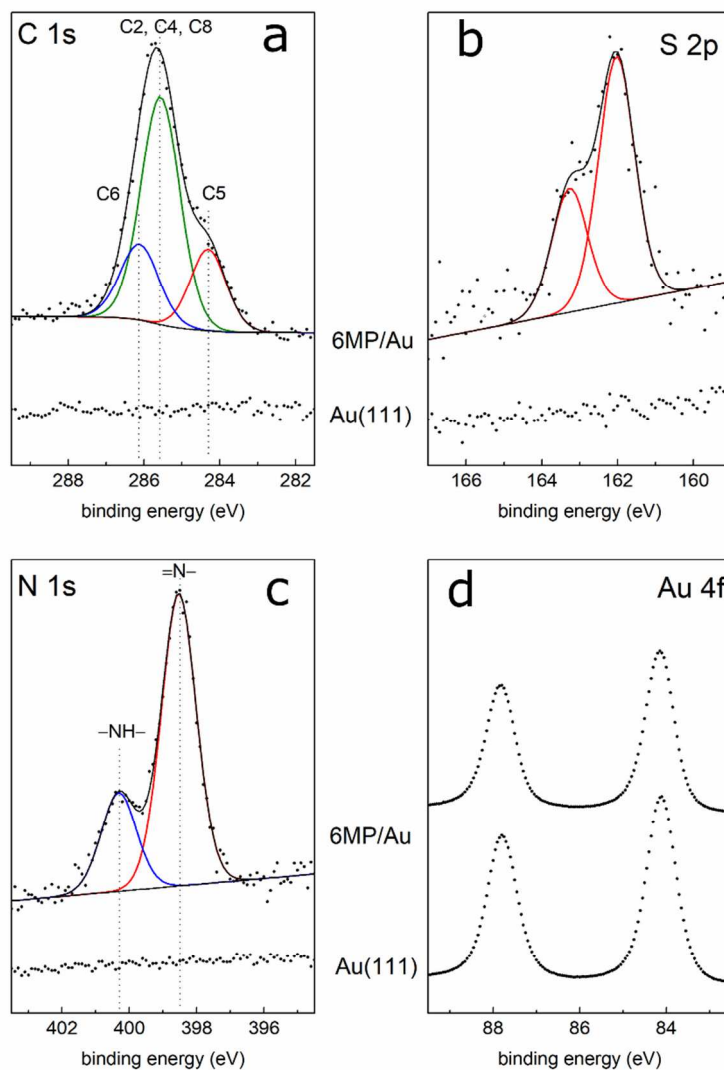 C 1s
C2, C4, C8
a
C6
C5
6MP/Au
Au(111)
288 286 284 282
binding energy (eV)
b
S 2p
166 164 162 160
binding energy (eV)
N 1s
=N–
c
–NH–
6MP/Au
Au(111)
402 400 398 396
binding energy (eV)
d
Au 4f
88 86 84
binding energy (eV)